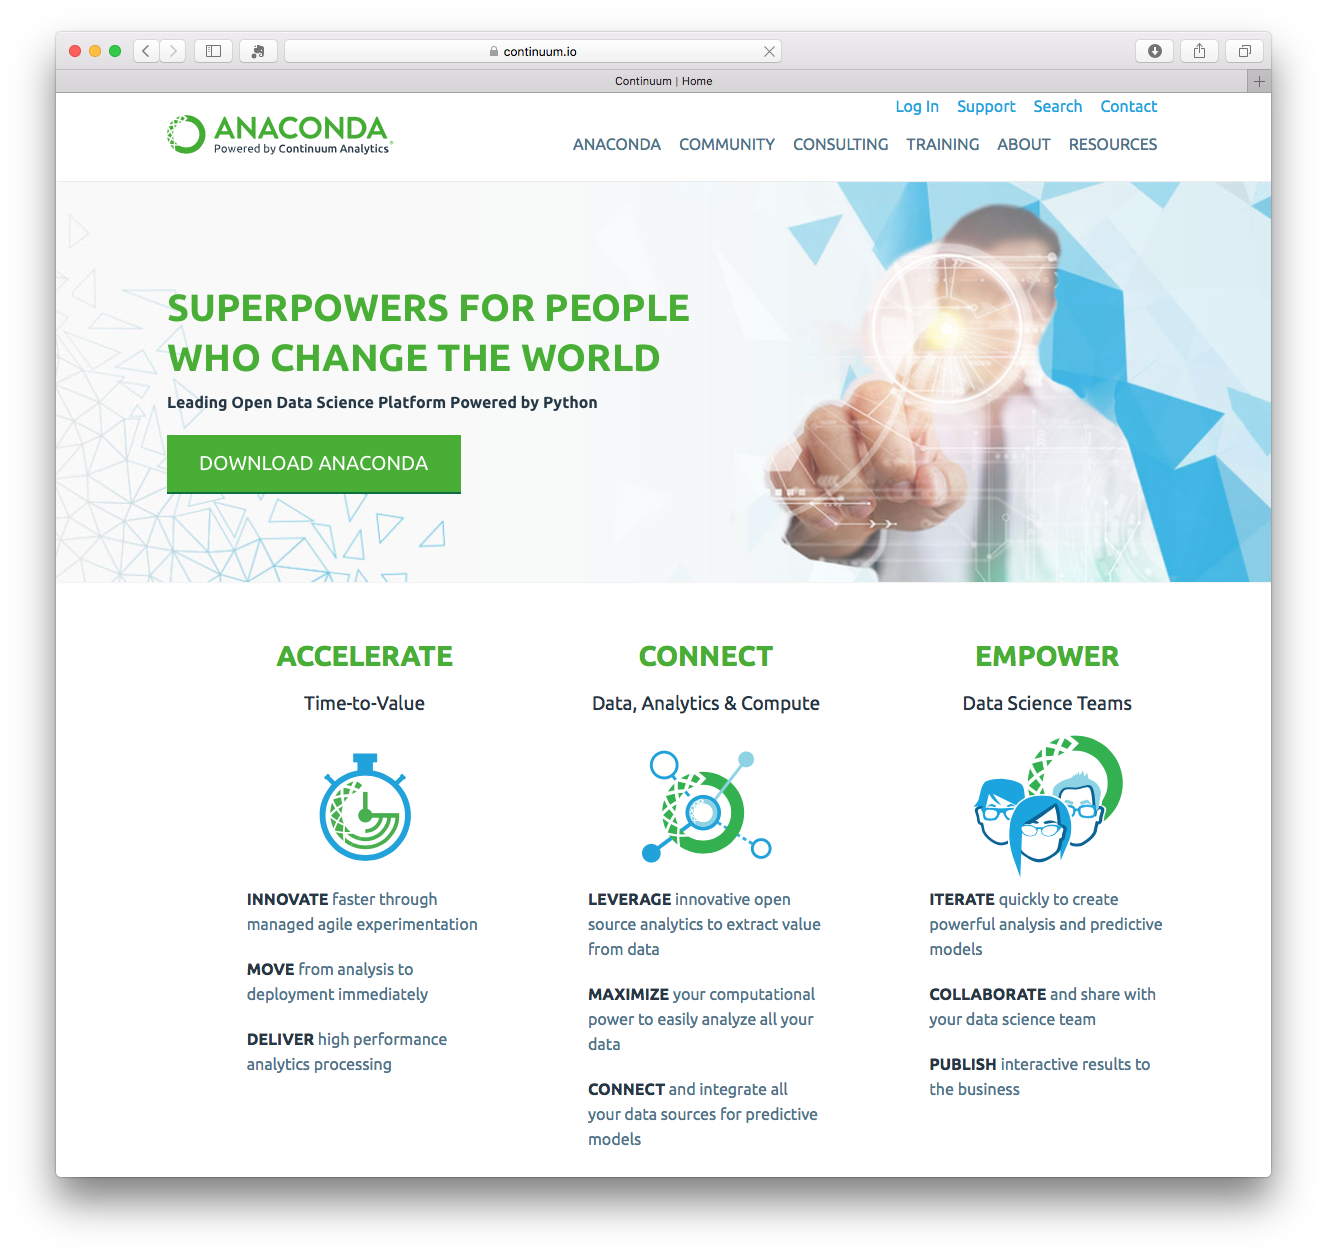 continuum.io
Continuum | Home
Log In Support Search Contact
ANACONDA
Powered by Continuum Analytics
ANACONDA COMMUNITY CONSULTING TRAINING ABOUT RESOURCES
SUPERPOWERS FOR PEOPLE
WHO CHANGE THE WORLD
Leading Open Data Science Platform Powered by Python
DOWNLOAD ANACONDA
ACCELERATE
Time-to-Value
INNOVATE faster through
managed agile experimentation
MOVE from analysis to
deployment immediately
DELIVER high performance
analytics processing
CONNECT
Data, Analytics & Compute
LEVERAGE innovative open
source analytics to extract value
from data
MAXIMIZE your computational
power to easily analyze all your
data
CONNECT and integrate all
your data sources for predictive
models
EMPOWER
Data Science Teams
ITERATE quickly to create
powerful analysis and predictive
models
COLLABORATE and share with
your data science team
PUBLISH interactive results to
the business